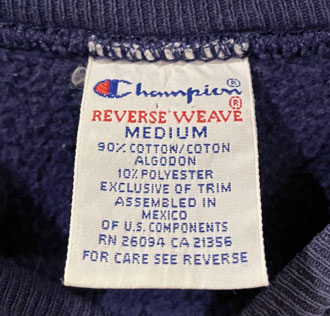 Champion®
REVERSE WEAVE®
MEDIUM
90% COTTON/COTON
ALGODON
10% POLYESTER
EXCLUSIVE OF TRIM
ASSEMBLED IN
MEXICO
OF U.S. COMPONENTS
RN 26094 CA 21356
FOR CARE SEE REVERSE